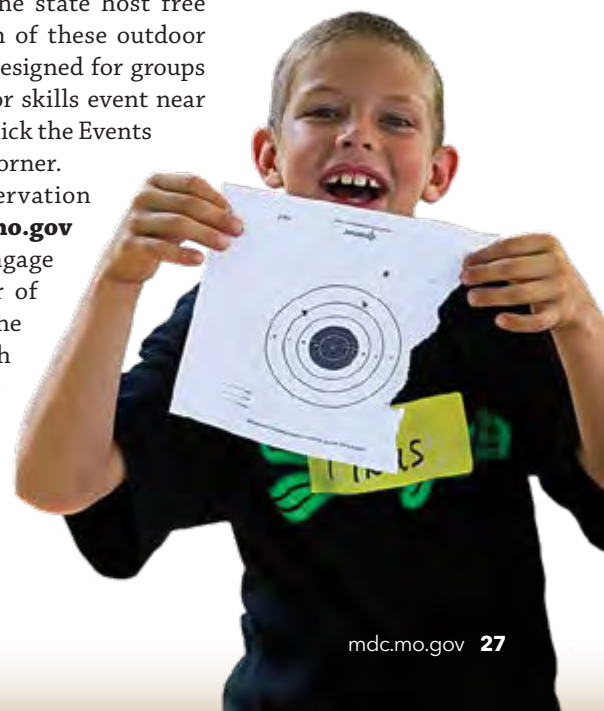 he state host free
n of these outdoor
esigned for groups
or skills event near
ick the Events
orner.
ervation
mo.gov
ngage
r of
he
h
mdc.mo.gov 27